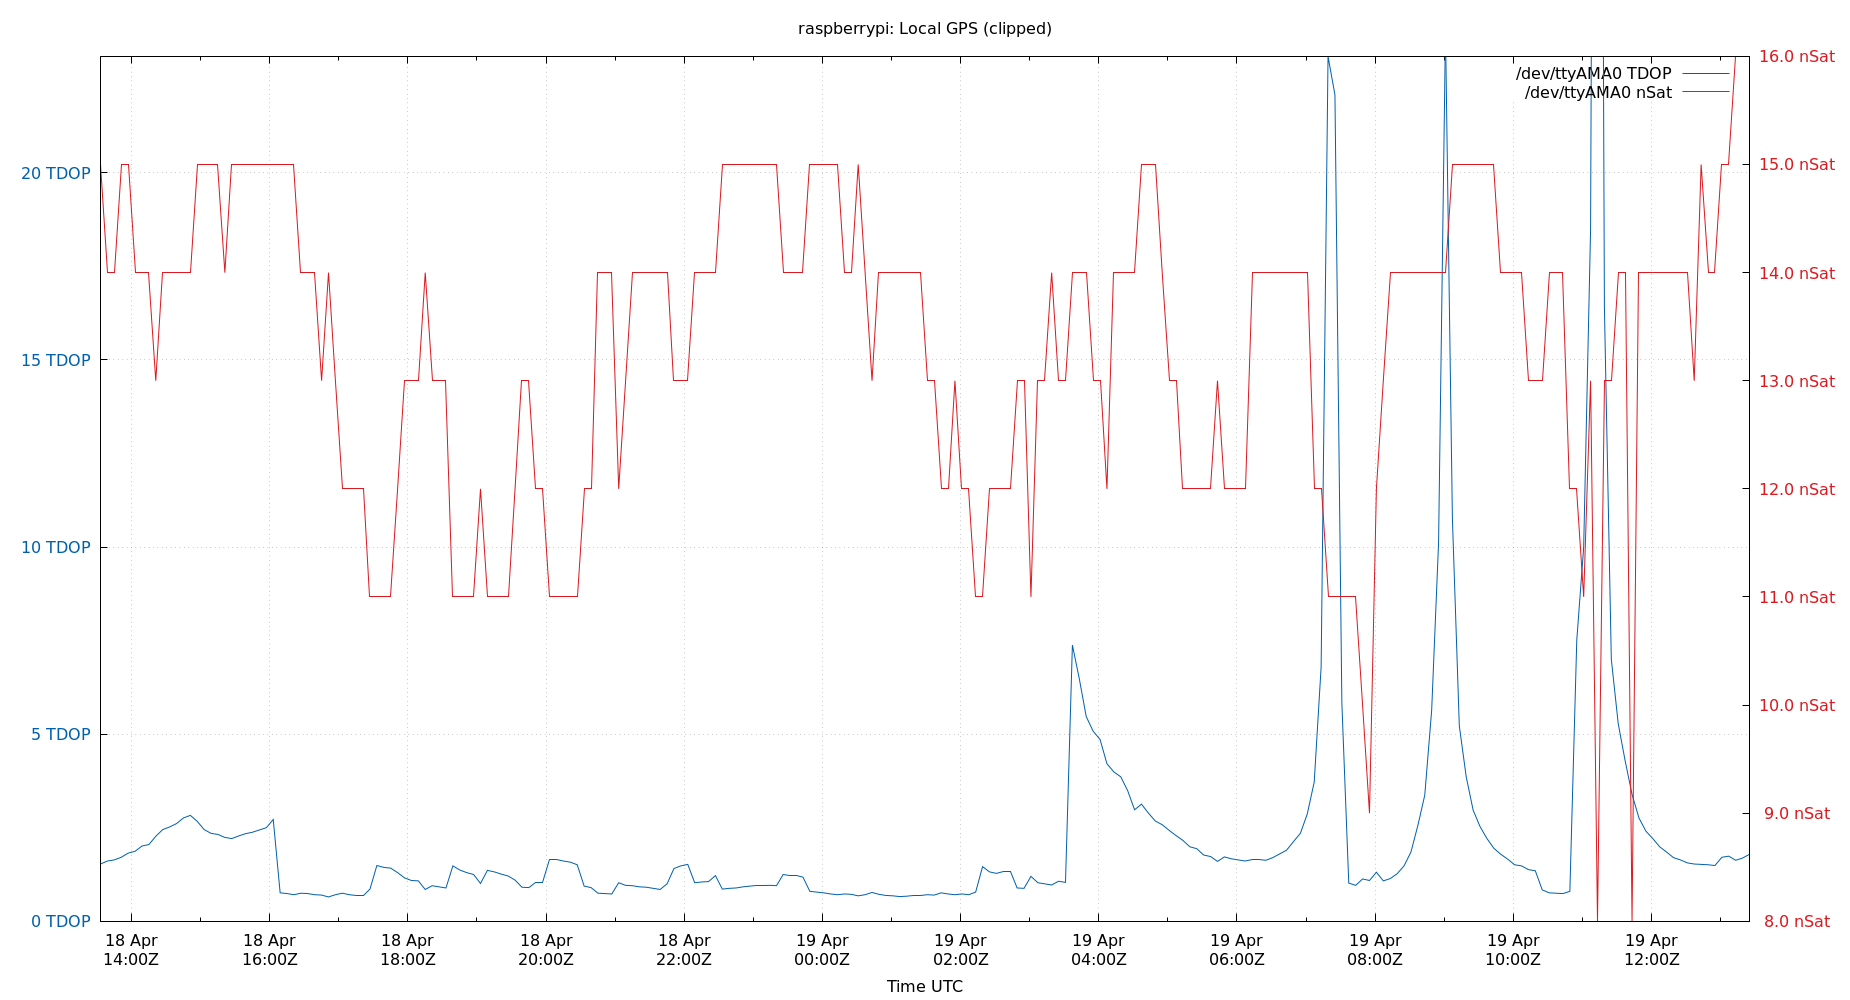 raspberrypi: Local GPS (clipped)
/dev/ttyAMA0 TDOP
/dev/ttyAMA0 nSat
20 TDOP
15 TDOP
10 TDOP
5 TDOP
0 TDOP
16.0 nSat
15.0 nSat
14.0 nSat
13.0 nSat
12.0 nSat
11.0 nSat
10.0 nSat
9.0 nSat
8.0 nSat
18 Apr 18 Apr 18 Apr 18 Apr 18 Apr 19 Apr 19 Apr 19 Apr 19 Apr 19 Apr 19 Apr 19 Apr
14:00Z 16:00Z 18:00Z 20:00Z 22:00Z 00:00Z 02:00Z 04:00Z 06:00Z 08:00Z 10:00Z 12:00Z
Time UTC